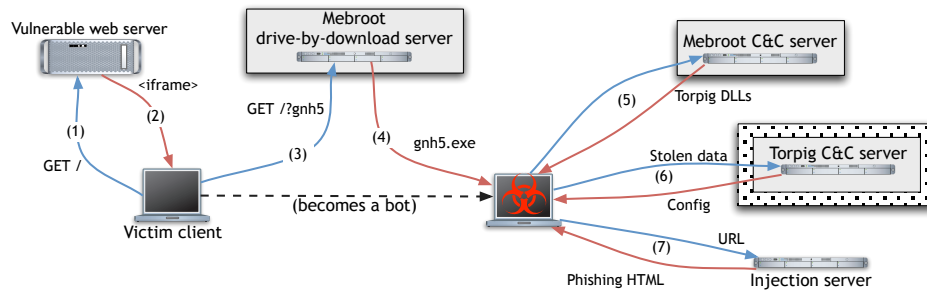 Vulnerable web server
<iframe>
(1)
(2)
GET /
Victim client
Mebroot
drive-by-download server
GET /?gnh5
(3)
(4)
gnh5.exe
(becomes a bot)
Mebroot C&C server
(5)
Torpig DLLs
Torpig C&C server
Stolen data
(6)
Config
(7)
URL
Phishing HTML
Injection server